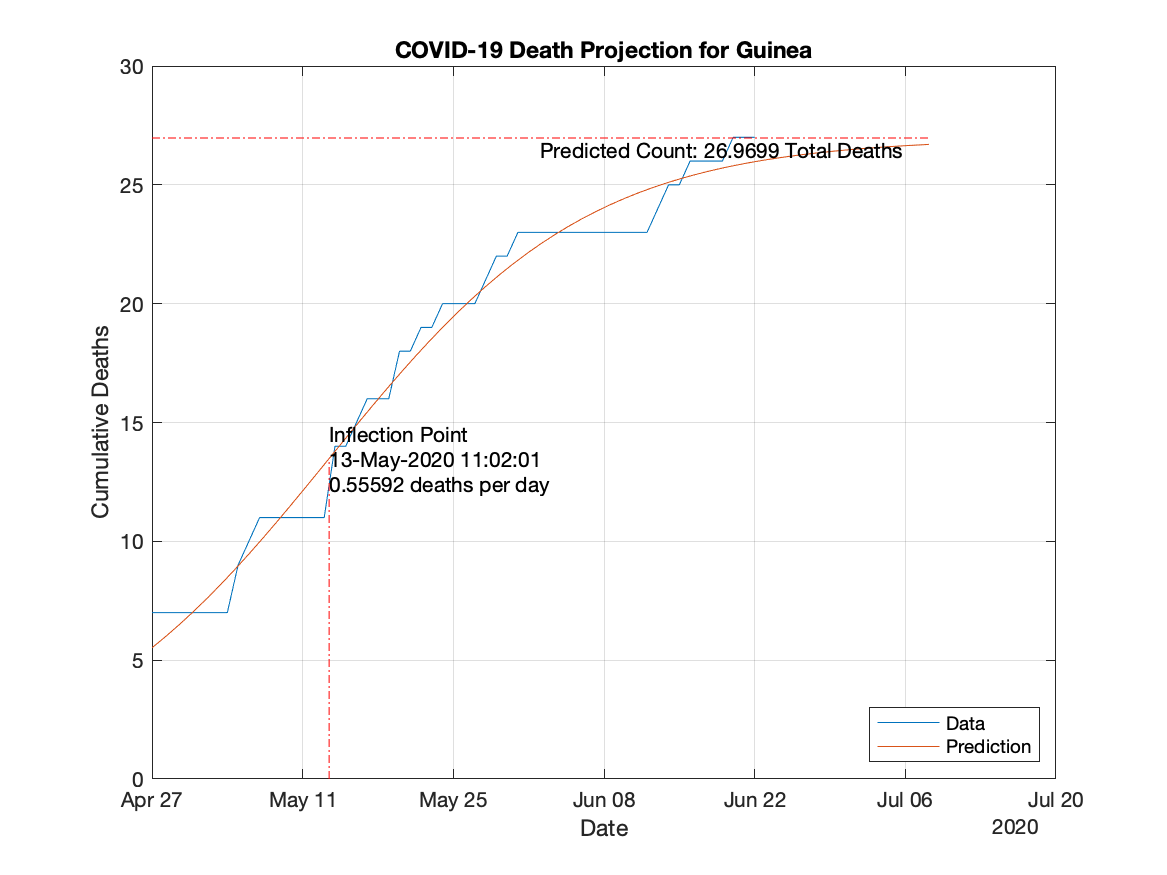 COVID-19 Death Projection for Guinea
30
25
20
15
10
5
0
Cumulative Deaths
Predicted Count: 26.9699 Total Deaths
Inflection Point
13-May-2020 11:02:01
0.55592 deaths per day
Data
Prediction
Apr 27 May 11 May 25 Jun 08 Jun 22 Jul 06 Jul 20
Date
2020